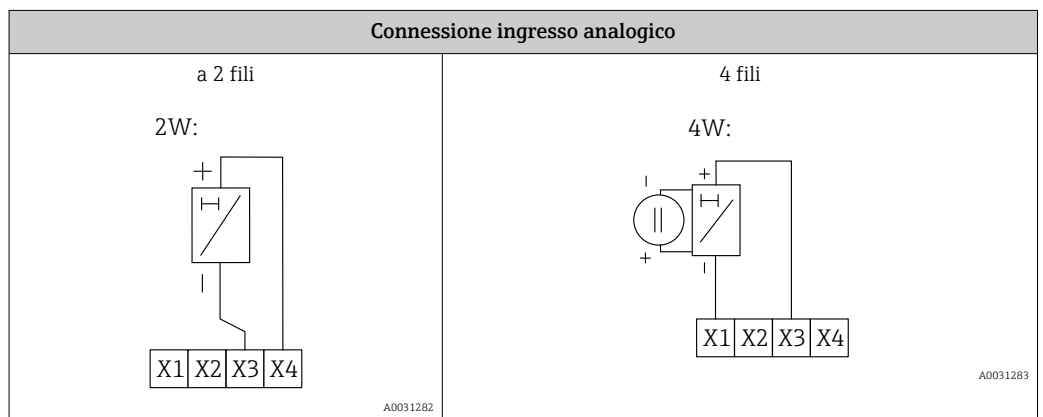 Connessione ingresso analogico
a 2 fili
2W:
+
−
X1 X2 X3 X4
A0031282
4 fili
4W:
− +
+ −
X1 X2 X3 X4
A0031283